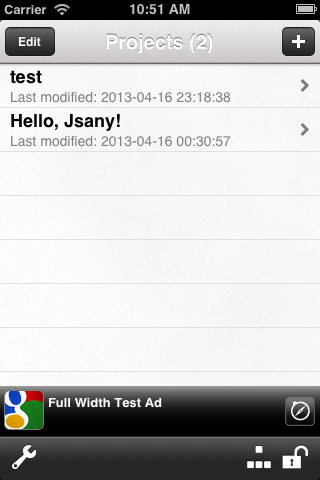 Carrier 10:51 AM
Edit Projects (2) +
test
Last modified: 2013-04-16 23:18:38
Hello, Jsany!
Last modified: 2013-04-16 00:30:57
g Full Width Test Ad